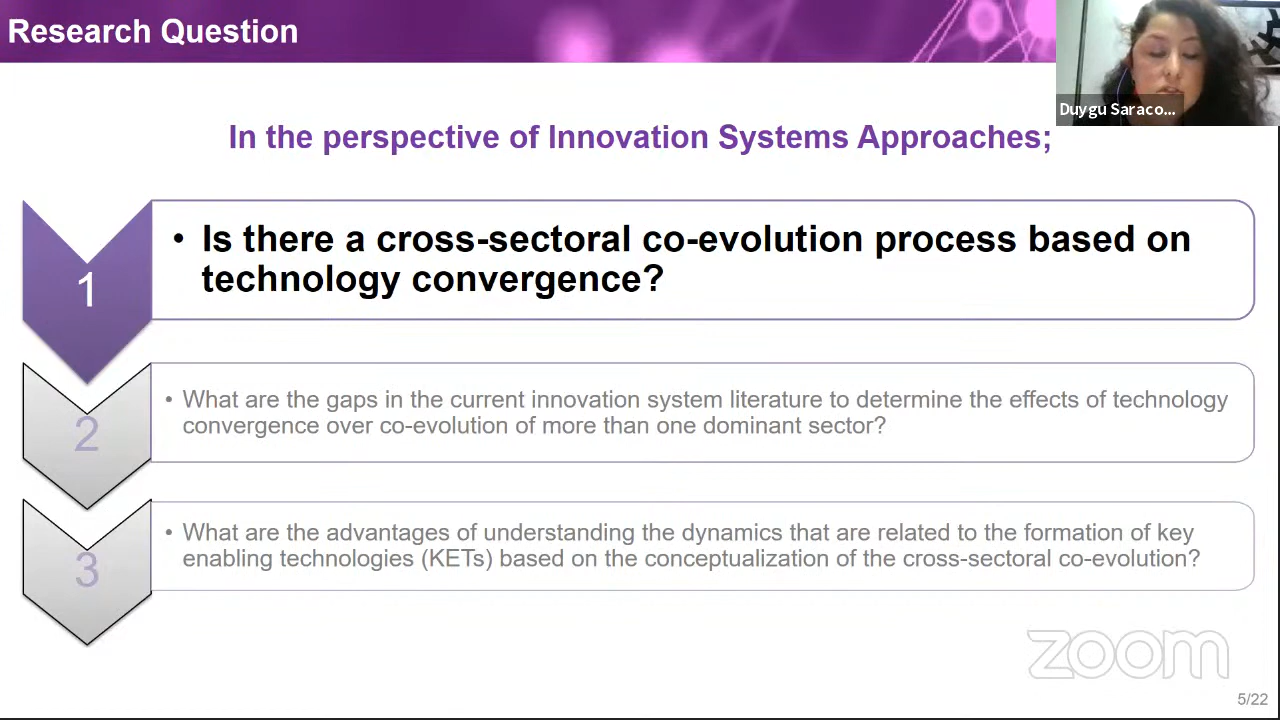 Research Question
Duygu Saraco...
In the perspective of Innovation Systems Approaches;
1
• Is there a cross-sectoral co-evolution process based on
technology convergence?
2
• What are the gaps in the current innovation system literature to determine the effects of technology
convergence over co-evolution of more than one dominant sector?
3
• What are the advantages of understanding the dynamics that are related to the formation of key
enabling technologies (KETs) based on the conceptualization of the cross-sectoral co-evolution?
zoom
5/22